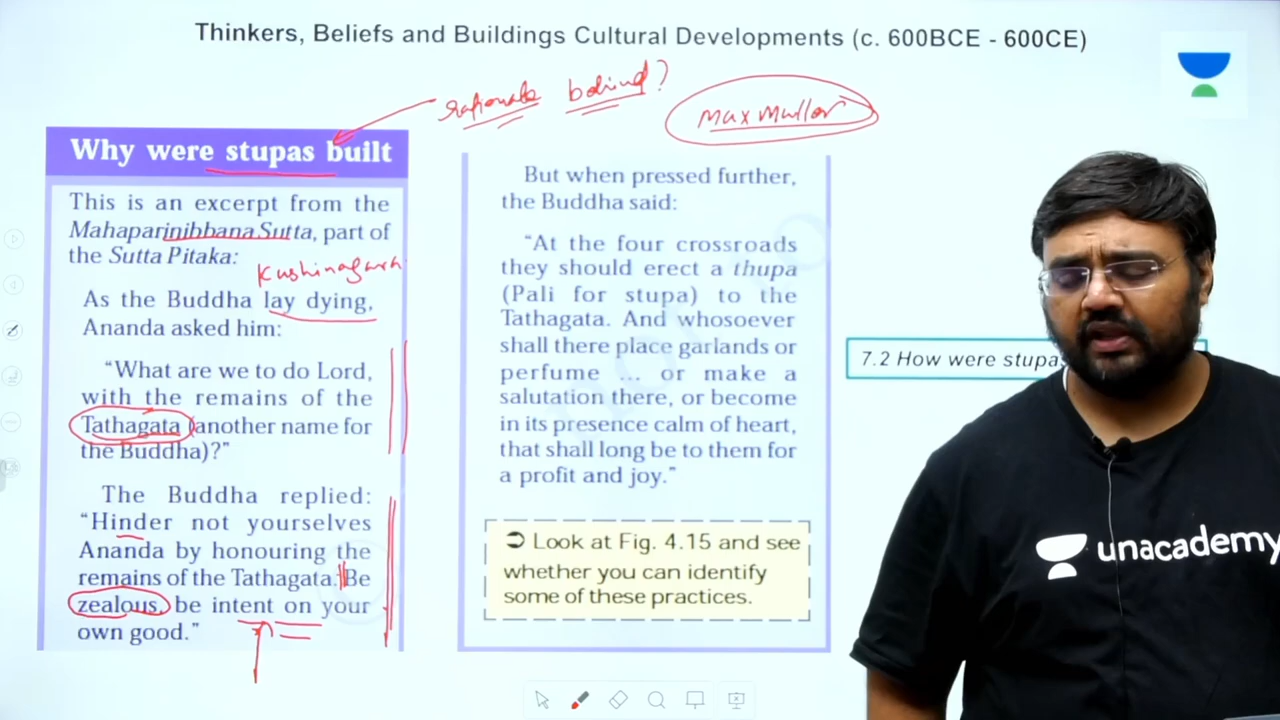 Thinkers, Beliefs and Buildings Cultural Developments (c. 600BCE - 600CE)
rationale behind?
Max Mullar
Why were stupas built
This is an excerpt from the
Mahaparinibbana Sutta, part of
the Sutta Pitaka:
Kushinagara
As the Buddha lay dying,
Ananda asked him:
“What are we to do Lord,
with the remains of the
Tathagata (another name for
the Buddha)?”
The Buddha replied:
“Hinder not yourselves
Ananda by honouring the
remains of the Tathagata. Be
zealous, be intent on your
own good.”
But when pressed further,
the Buddha said:
“At the four crossroads
they should erect a thupa
(Pali for stupa) to the
Tathagata. And whosoever
shall there place garlands or
perfume ... or make a
salutation there, or become
in its presence calm of heart,
that shall long be to them for
a profit and joy.”
➲ Look at Fig. 4.15 and see
whether you can identify
some of these practices.
7.2 How were stupa
unacademy